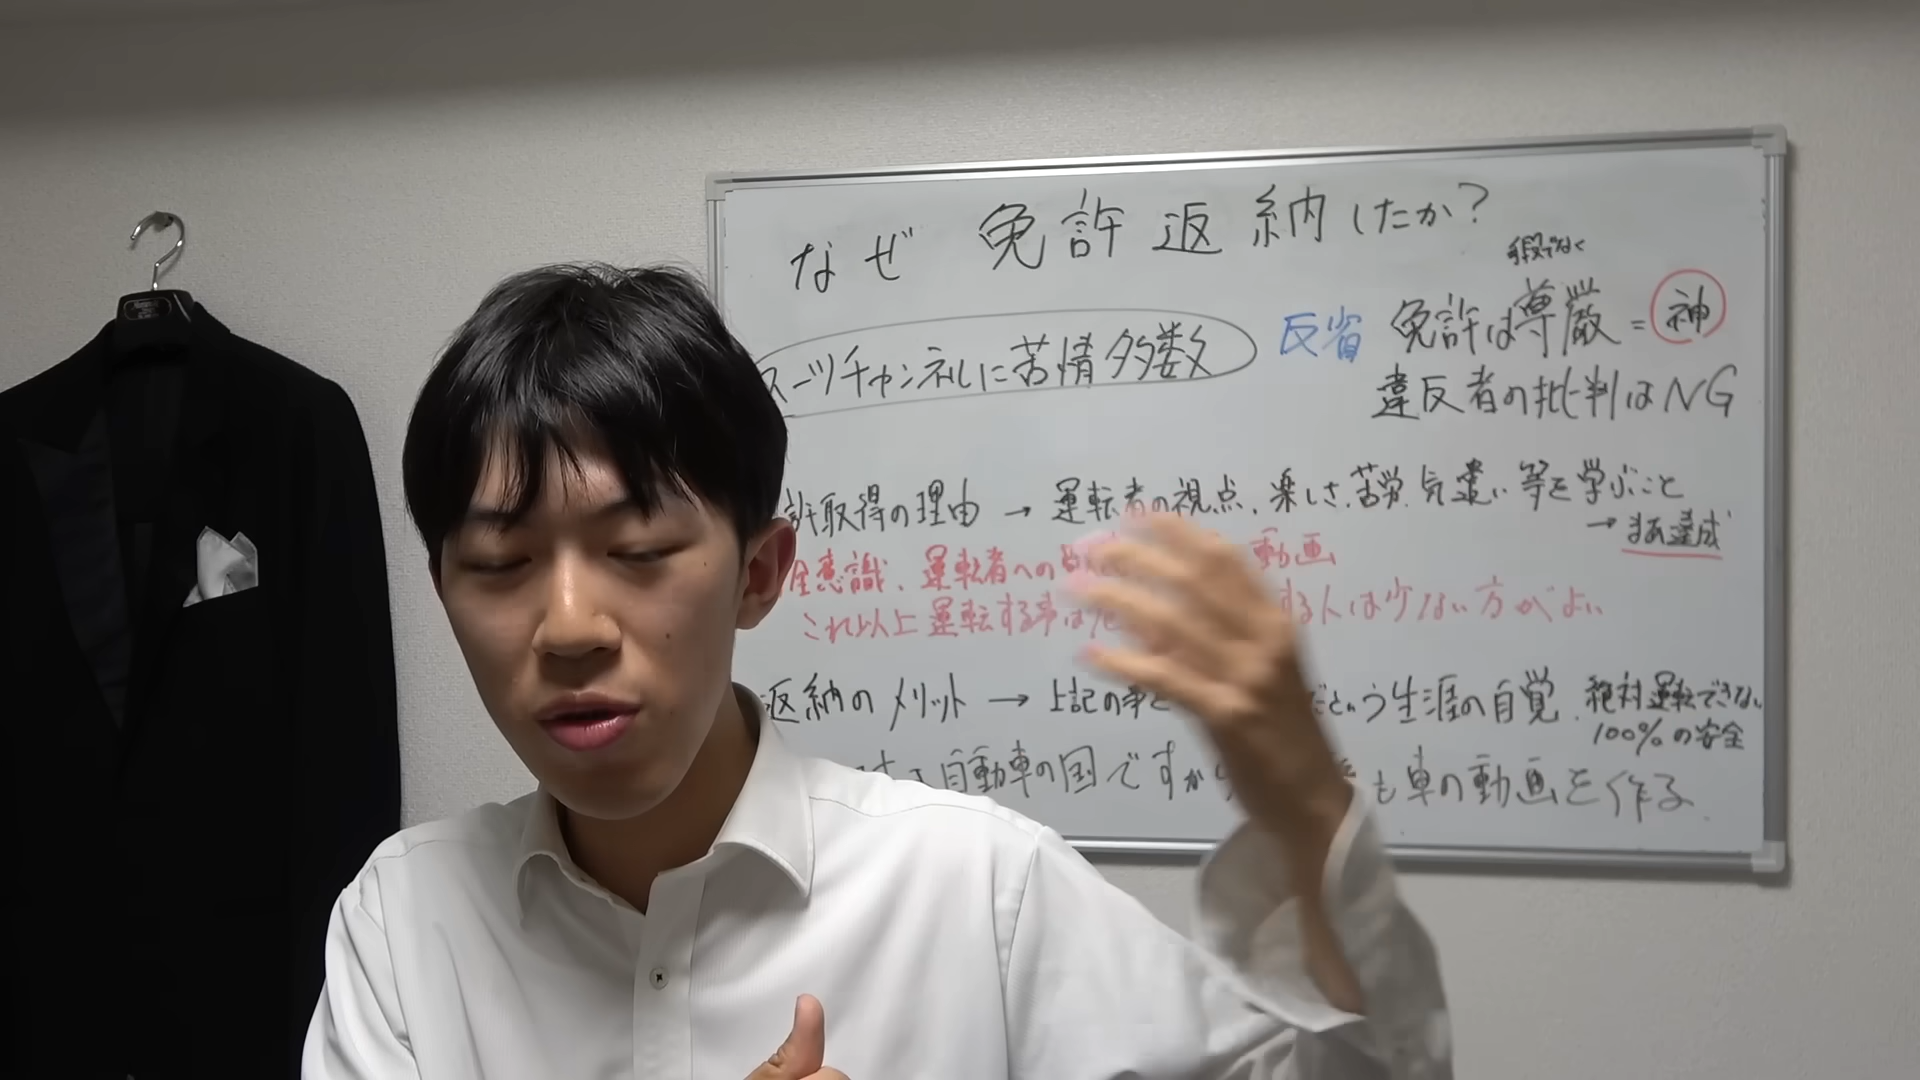 なぜ 免許返納したか?
手段でなく
スーツチャンネルに苦情多数
反省 免許は尊厳=神
違反者の批判はNG
許取得の理由 → 運転者の視点、楽しさ、苦労、気遣い 等を学ぶこと
→まあ達成
全意識、運転者への 動画
これ以上運転する事は する人は少ない方がよい
返納のメリット → 上記の事と だという生涯の自覚、絶対運転できない
100%の安全
自動車の国ですから も車の動画を作る